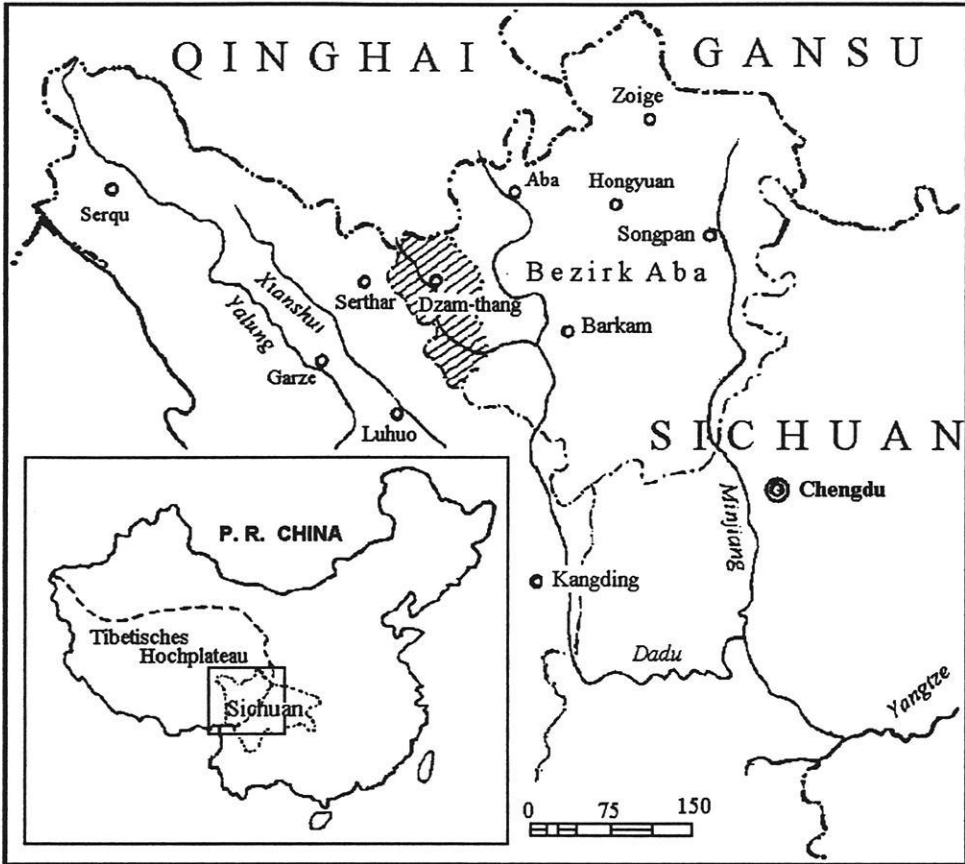 QINGHAI
GANSU
Zoige
Aba
Hongyuan
Serqu
Songpan
Bezirk Aba
Serthar
Dzam-thang
Xianshui
Yalung
Barkam
Garze
Luhuo
SICHUAN
Chengdu
Minjiang
P. R. CHINA
Kangding
Tibetisches
Hochplateau
Dadu
Sichuan
Yangtze
0 75 150